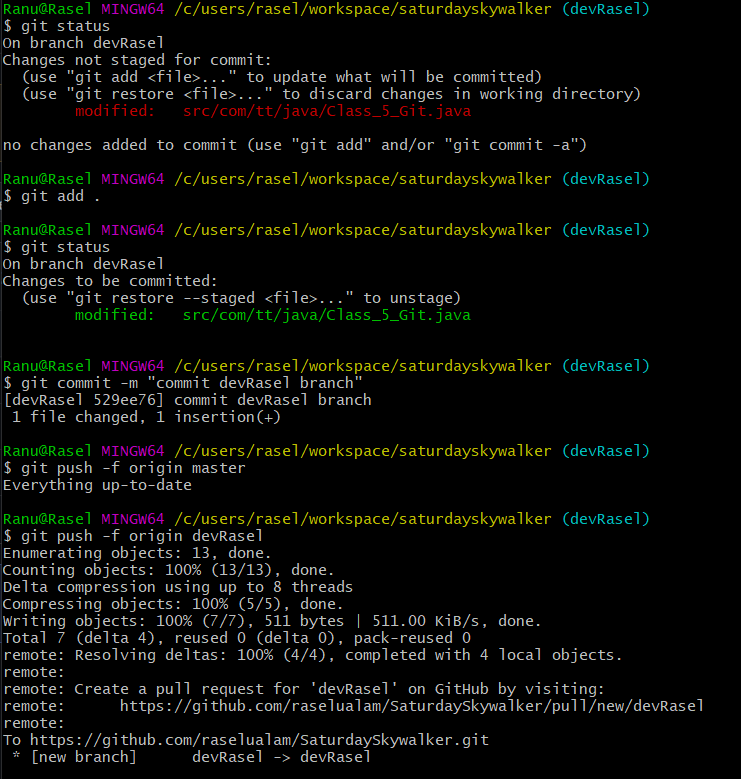 Ranu@Rasel MINGW64 /c/users/rasel/workspace/saturdayskywalker (devRasel)
$ git status
On branch devRasel
Changes not staged for commit:
  (use "git add <file>..." to update what will be committed)
  (use "git restore <file>..." to discard changes in working directory)
        modified:   src/com/tt/java/Class_5_Git.java

no changes added to commit (use "git add" and/or "git commit -a")

Ranu@Rasel MINGW64 /c/users/rasel/workspace/saturdayskywalker (devRasel)
$ git add .

Ranu@Rasel MINGW64 /c/users/rasel/workspace/saturdayskywalker (devRasel)
$ git status
On branch devRasel
Changes to be committed:
  (use "git restore --staged <file>..." to unstage)
        modified:   src/com/tt/java/Class_5_Git.java

Ranu@Rasel MINGW64 /c/users/rasel/workspace/saturdayskywalker (devRasel)
$ git commit -m "commit devRasel branch"
[devRasel 529ee76] commit devRasel branch
 1 file changed, 1 insertion(+)

Ranu@Rasel MINGW64 /c/users/rasel/workspace/saturdayskywalker (devRasel)
$ git push -f origin master
Everything up-to-date

Ranu@Rasel MINGW64 /c/users/rasel/workspace/saturdayskywalker (devRasel)
$ git push -f origin devRasel
Enumerating objects: 13, done.
Counting objects: 100% (13/13), done.
Delta compression using up to 8 threads
Compressing objects: 100% (5/5), done.
Writing objects: 100% (7/7), 511 bytes | 511.00 KiB/s, done.
Total 7 (delta 4), reused 0 (delta 0), pack-reused 0
remote: Resolving deltas: 100% (4/4), completed with 4 local objects.
remote:
remote: Create a pull request for 'devRasel' on GitHub by visiting:
remote:      https://github.com/raselualam/SaturdaySkywalker/pull/new/devRasel
remote:
To https://github.com/raselualam/SaturdaySkywalker.git
 * [new branch]      devRasel -> devRasel